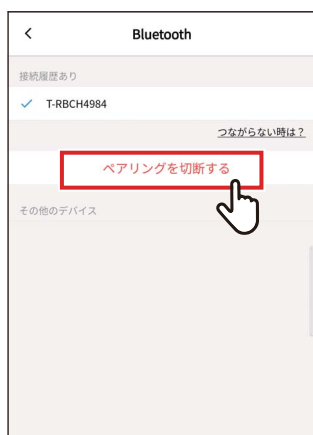 Bluetooth
接続履歴あり
T-RBCH4984
つながらない時は？
ペアリングを切断する
その他のデバイス